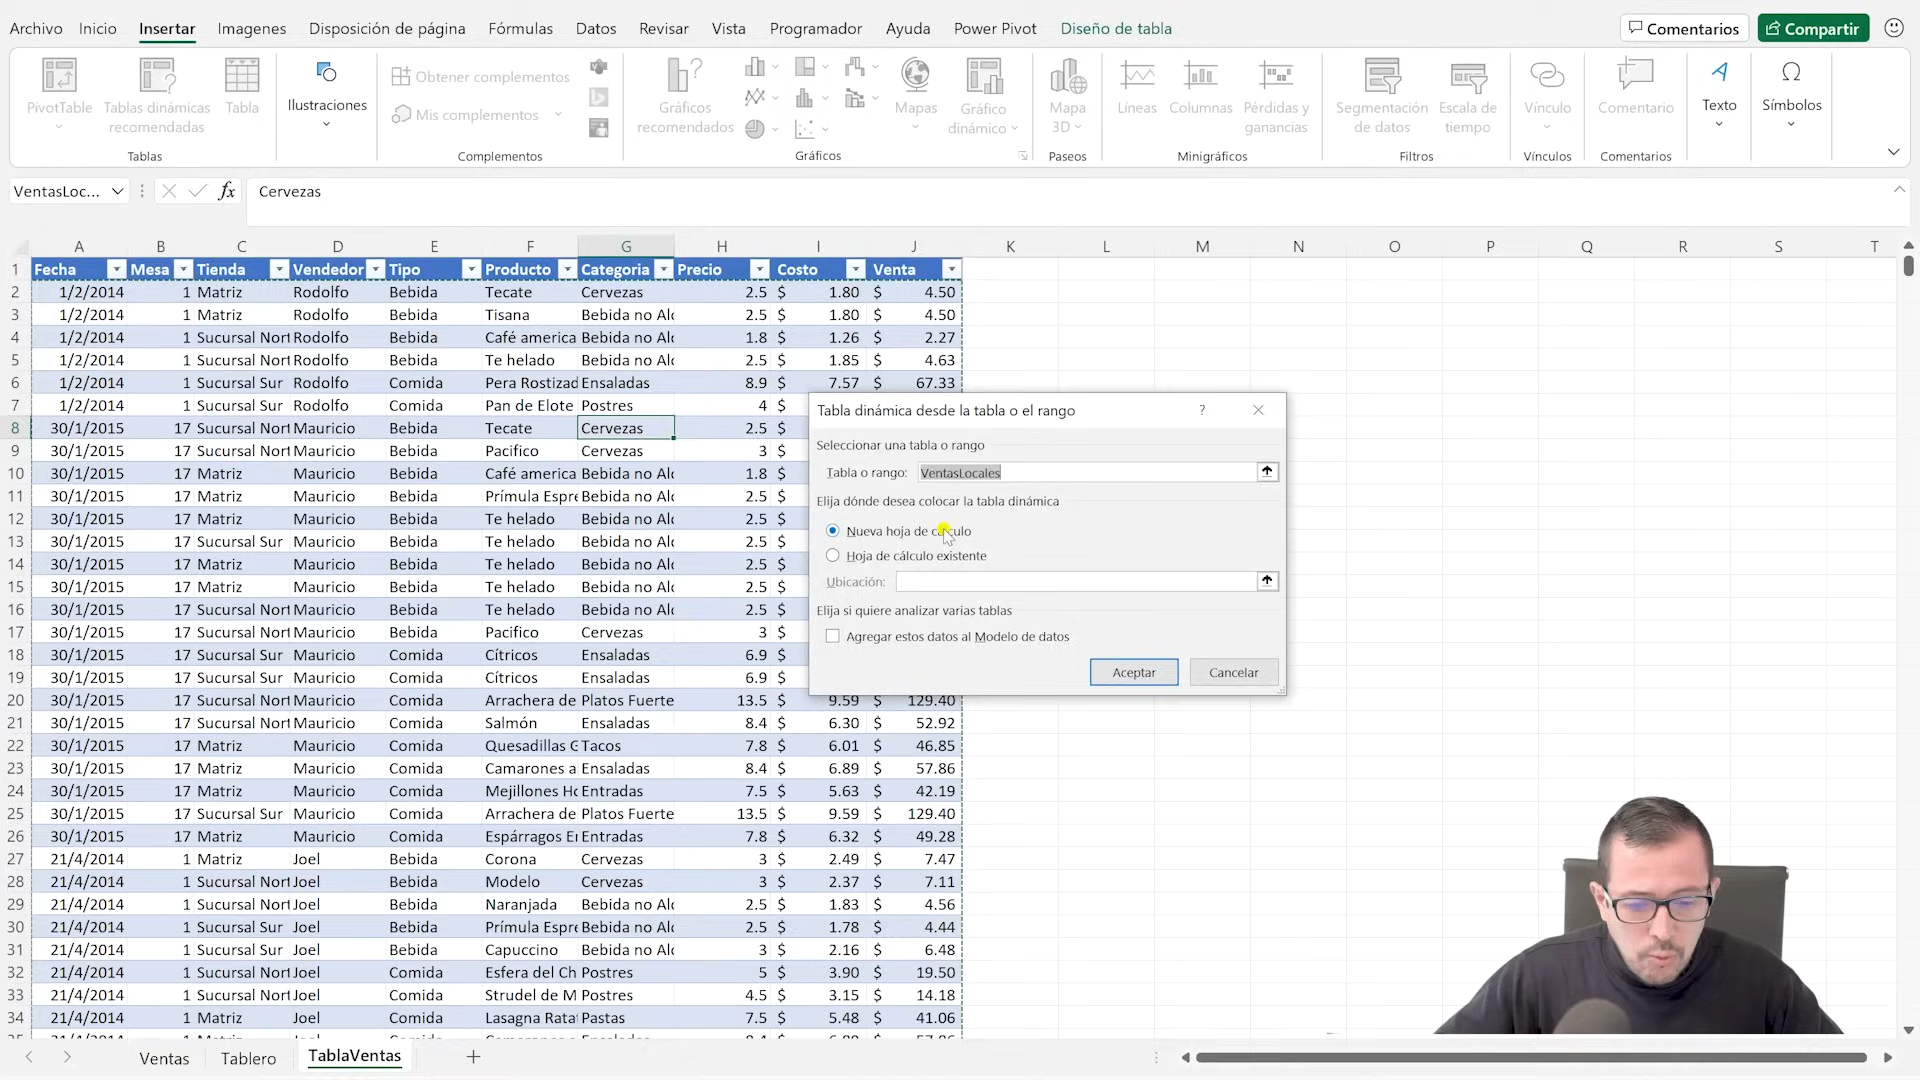 Archivo Inicio Insertar Imagenes Disposición de página Fórmulas Datos Revisar Vista Programador Ayuda Power Pivot Diseño de tabla Comentarios Compartir
PivotTable Tablas dinámicas recomendadas Tabla Ilustraciones Obtener complementos Mis complementos Gráficos recomendados Mapas Gráfico dinámico Mapa 3D Líneas Columnas Pérdidas y ganancias Segmentación de datos Escala de tiempo Vínculo Comentario Texto Símbolos
Tablas Complementos Gráficos Paseos Minigráficos Filtros Vínculos Comentarios
VentasLoc... fx Cervezas
A B C D E F G H I J K L M N O P Q R S T
1 Fecha Mesa Tienda Vendedor Tipo Producto Categoria Precio Costo Venta
2 1/2/2014 1 Matriz Rodolfo Bebida Tecate Cervezas 2.5 $ 1.80 $ 4.50
3 1/2/2014 1 Matriz Rodolfo Bebida Tisana Bebida no Alc 2.5 $ 1.80 $ 4.50
4 1/2/2014 1 Sucursal Nort Rodolfo Bebida Café america Bebida no Alc 1.8 $ 1.26 $ 2.27
5 1/2/2014 1 Sucursal Nort Rodolfo Bebida Te helado Bebida no Alc 2.5 $ 1.85 $ 4.63
6 1/2/2014 1 Sucursal Sur Rodolfo Comida Pera Rostizad Ensaladas 8.9 $ 7.57 $ 67.33
7 1/2/2014 1 Sucursal Sur Rodolfo Comida Pan de Elote Postres 4 $
8 30/1/2015 17 Sucursal Nort Mauricio Bebida Tecate Cervezas 2.5 $
9 30/1/2015 17 Sucursal Nort Mauricio Bebida Pacifico Cervezas 3 $
10 30/1/2015 17 Matriz Mauricio Bebida Café america Bebida no Alc 1.8 $
11 30/1/2015 17 Matriz Mauricio Bebida Prímula Espre Bebida no Alc 2.5 $
12 30/1/2015 17 Matriz Mauricio Bebida Te helado Bebida no Alc 2.5 $
13 30/1/2015 17 Sucursal Sur Mauricio Bebida Te helado Bebida no Alc 2.5 $
14 30/1/2015 17 Matriz Mauricio Bebida Te helado Bebida no Alc 2.5 $
15 30/1/2015 17 Matriz Mauricio Bebida Te helado Bebida no Alc 2.5 $
16 30/1/2015 17 Sucursal Nort Mauricio Bebida Te helado Bebida no Alc 2.5 $
17 30/1/2015 17 Sucursal Nort Mauricio Bebida Pacifico Cervezas 3 $
18 30/1/2015 17 Sucursal Sur Mauricio Comida Cítricos Ensaladas 6.9 $
19 30/1/2015 17 Sucursal Sur Mauricio Comida Cítricos Ensaladas 6.9 $
20 30/1/2015 17 Sucursal Nort Mauricio Comida Arrachera de Platos Fuerte 13.5 $ 9.59 $ 129.40
21 30/1/2015 17 Sucursal Nort Mauricio Comida Salmón Ensaladas 8.4 $ 6.30 $ 52.92
22 30/1/2015 17 Matriz Mauricio Comida Quesadillas G Tacos 7.8 $ 6.01 $ 46.85
23 30/1/2015 17 Matriz Mauricio Comida Camarones a Ensaladas 8.4 $ 6.89 $ 57.86
24 30/1/2015 17 Matriz Mauricio Comida Mejillones Ho Entradas 7.5 $ 5.63 $ 42.19
25 30/1/2015 17 Sucursal Sur Mauricio Comida Arrachera de Platos Fuerte 13.5 $ 9.59 $ 129.40
26 30/1/2015 17 Matriz Mauricio Comida Espárragos En Entradas 7.8 $ 6.32 $ 49.28
27 21/4/2014 1 Matriz Joel Bebida Corona Cervezas 3 $ 2.49 $ 7.47
28 21/4/2014 1 Sucursal Nort Joel Bebida Modelo Cervezas 3 $ 2.37 $ 7.11
29 21/4/2014 1 Sucursal Nort Joel Bebida Naranjada Bebida no Alc 2.5 $ 1.83 $ 4.56
30 21/4/2014 1 Sucursal Sur Joel Bebida Prímula Espre Bebida no Alc 2.5 $ 1.78 $ 4.44
31 21/4/2014 1 Sucursal Sur Joel Bebida Capuccino Bebida no Alc 3 $ 2.16 $ 6.48
32 21/4/2014 1 Sucursal Nort Joel Comida Esfera del Ch Postres 5 $ 3.90 $ 19.50
33 21/4/2014 1 Sucursal Nort Joel Comida Strudel de M Postres 4.5 $ 3.15 $ 14.18
34 21/4/2014 1 Matriz Joel Comida Lasagna Rata Pastas 7.5 $ 5.48 $ 41.06
Tabla dinámica desde la tabla o el rango ?
Seleccionar una tabla o rango
Tabla o rango: VentasLocales
Elija dónde desea colocar la tabla dinámica
Nueva hoja de cálculo
Hoja de cálculo existente
Ubicación:
Elija si quiere analizar varias tablas
Agregar estos datos al Modelo de datos
Aceptar Cancelar
Ventas Tablero TablaVentas